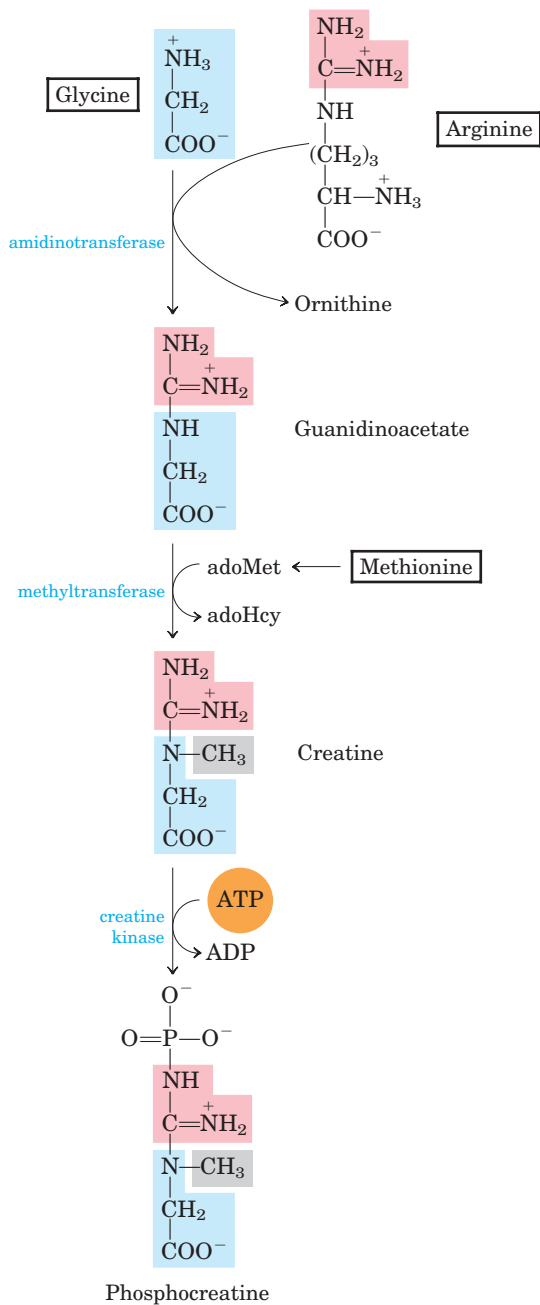 Glycine
⁺NH₃
CH₂
COO⁻
NH₂
C=⁺NH₂
NH
(CH₂)₃
CH—⁺NH₃
COO⁻
Arginine
amidinotransferase
Ornithine
NH₂
C=⁺NH₂
NH
CH₂
COO⁻
Guanidinoacetate
methyltransferase
adoMet
Methionine
adoHcy
NH₂
C=⁺NH₂
N—CH₃
CH₂
COO⁻
Creatine
creatine
kinase
ATP
ADP
O⁻
O=P—O⁻
NH
C=⁺NH₂
N—CH₃
CH₂
COO⁻
Phosphocreatine